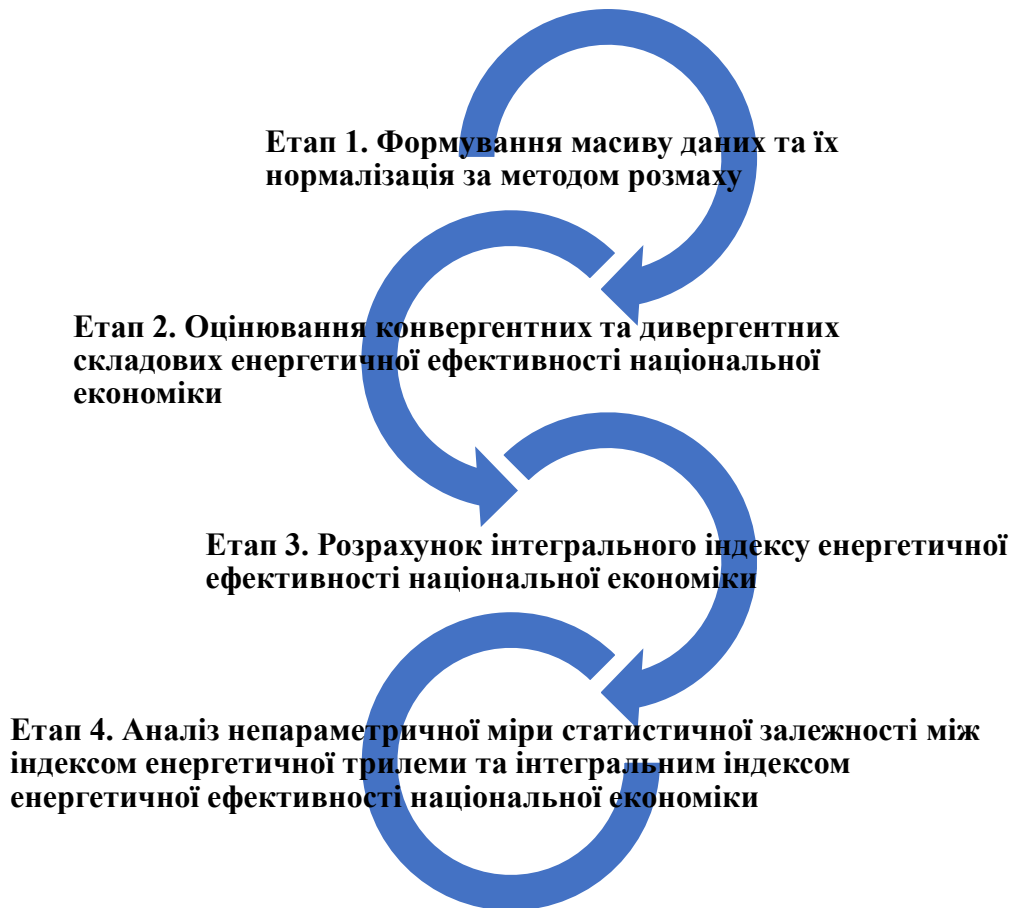 Етап 1. Формування масиву даних та їх
нормалізація за методом розмаху
Етап 2. Оцінювання конвергентних та дивергентних
складових енергетичної ефективності національної
економіки
Етап 3. Розрахунок інтегрального індексу енергетичної
ефективності національної економіки
Етап 4. Аналіз непараметричної міри статистичної залежності між
індексом енергетичної трилеми та інтегральним індексом
енергетичної ефективності національної економіки